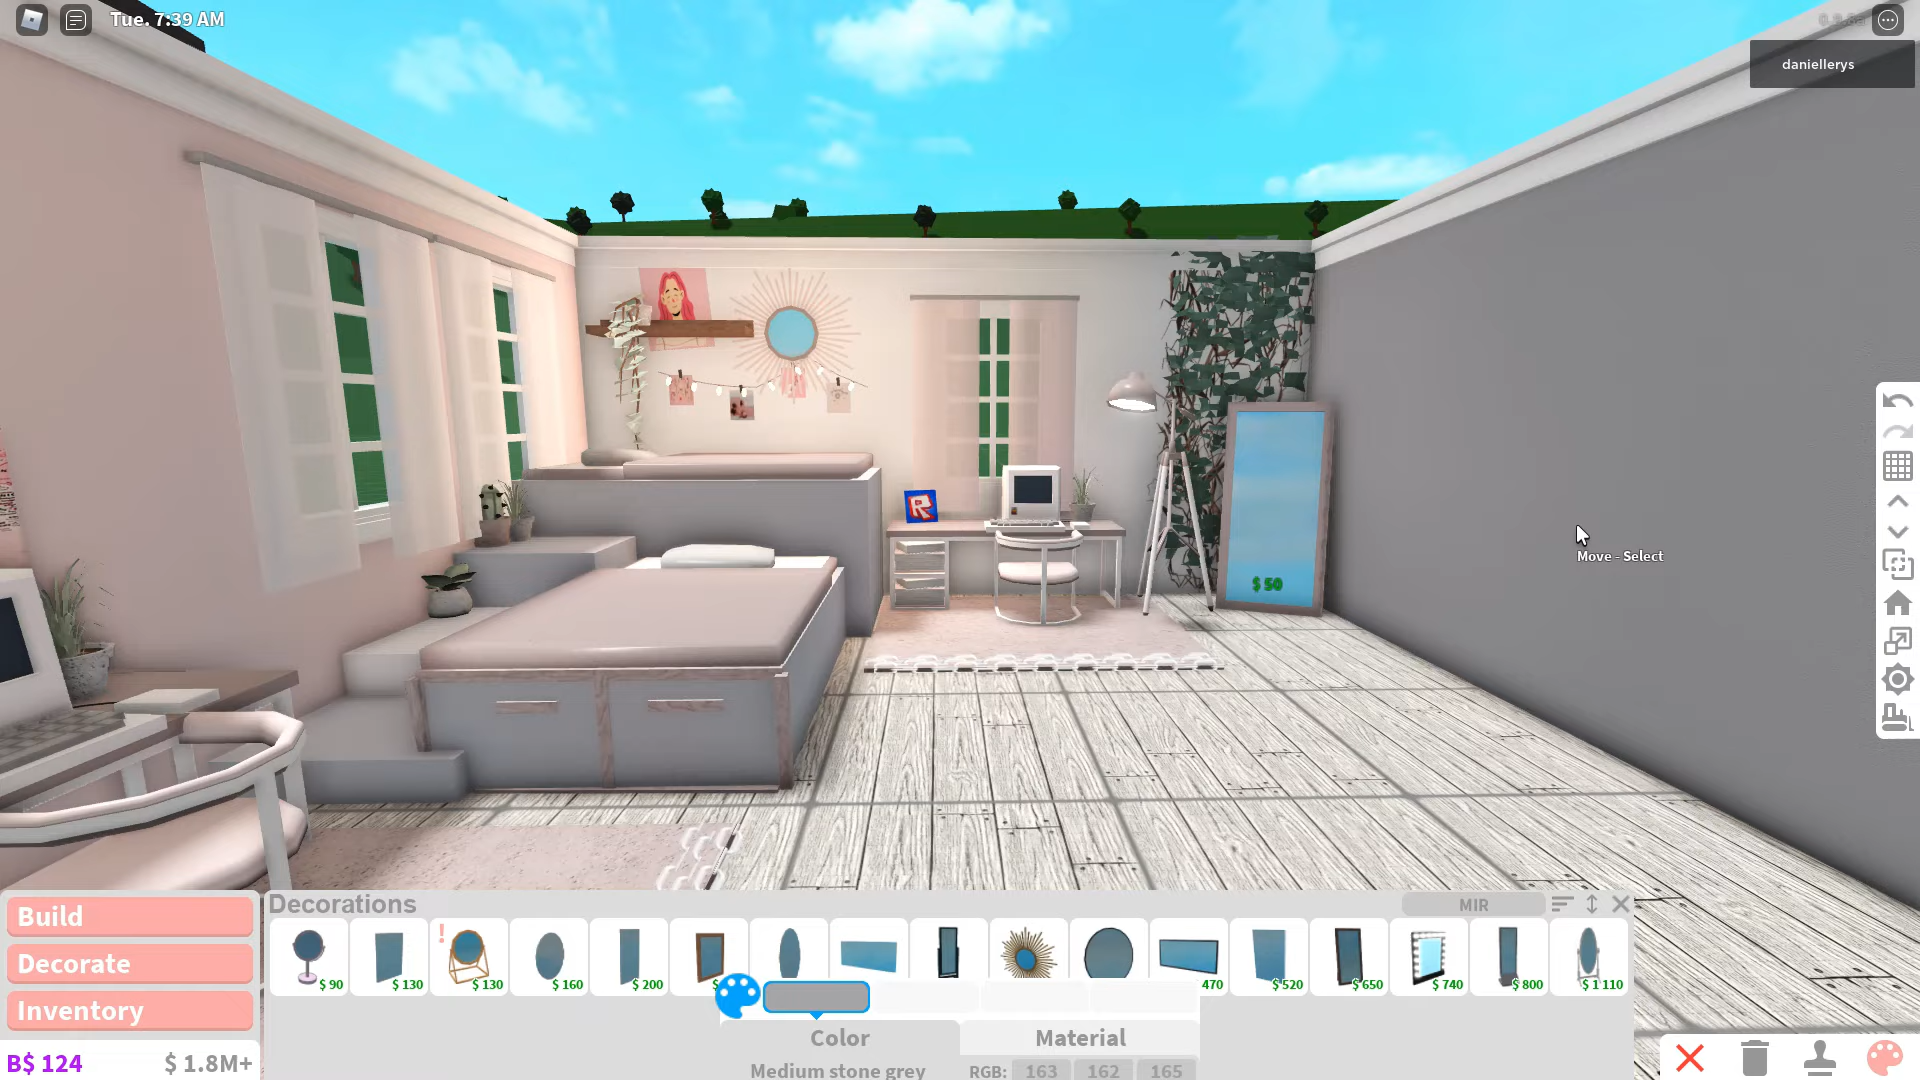 Tue. 7:39 AM
daniellerys
R
$ 50
Move - Select
Build
Decorate
Inventory
B$ 124
$ 1.8M+
Decorations
MIR
!
$ 90
$ 130
$ 130
$ 160
$ 200
$
470
$ 520
$ 650
$ 740
$ 800
$ 1 110
Color
Material
Medium stone grey
RGB: 163 162 165